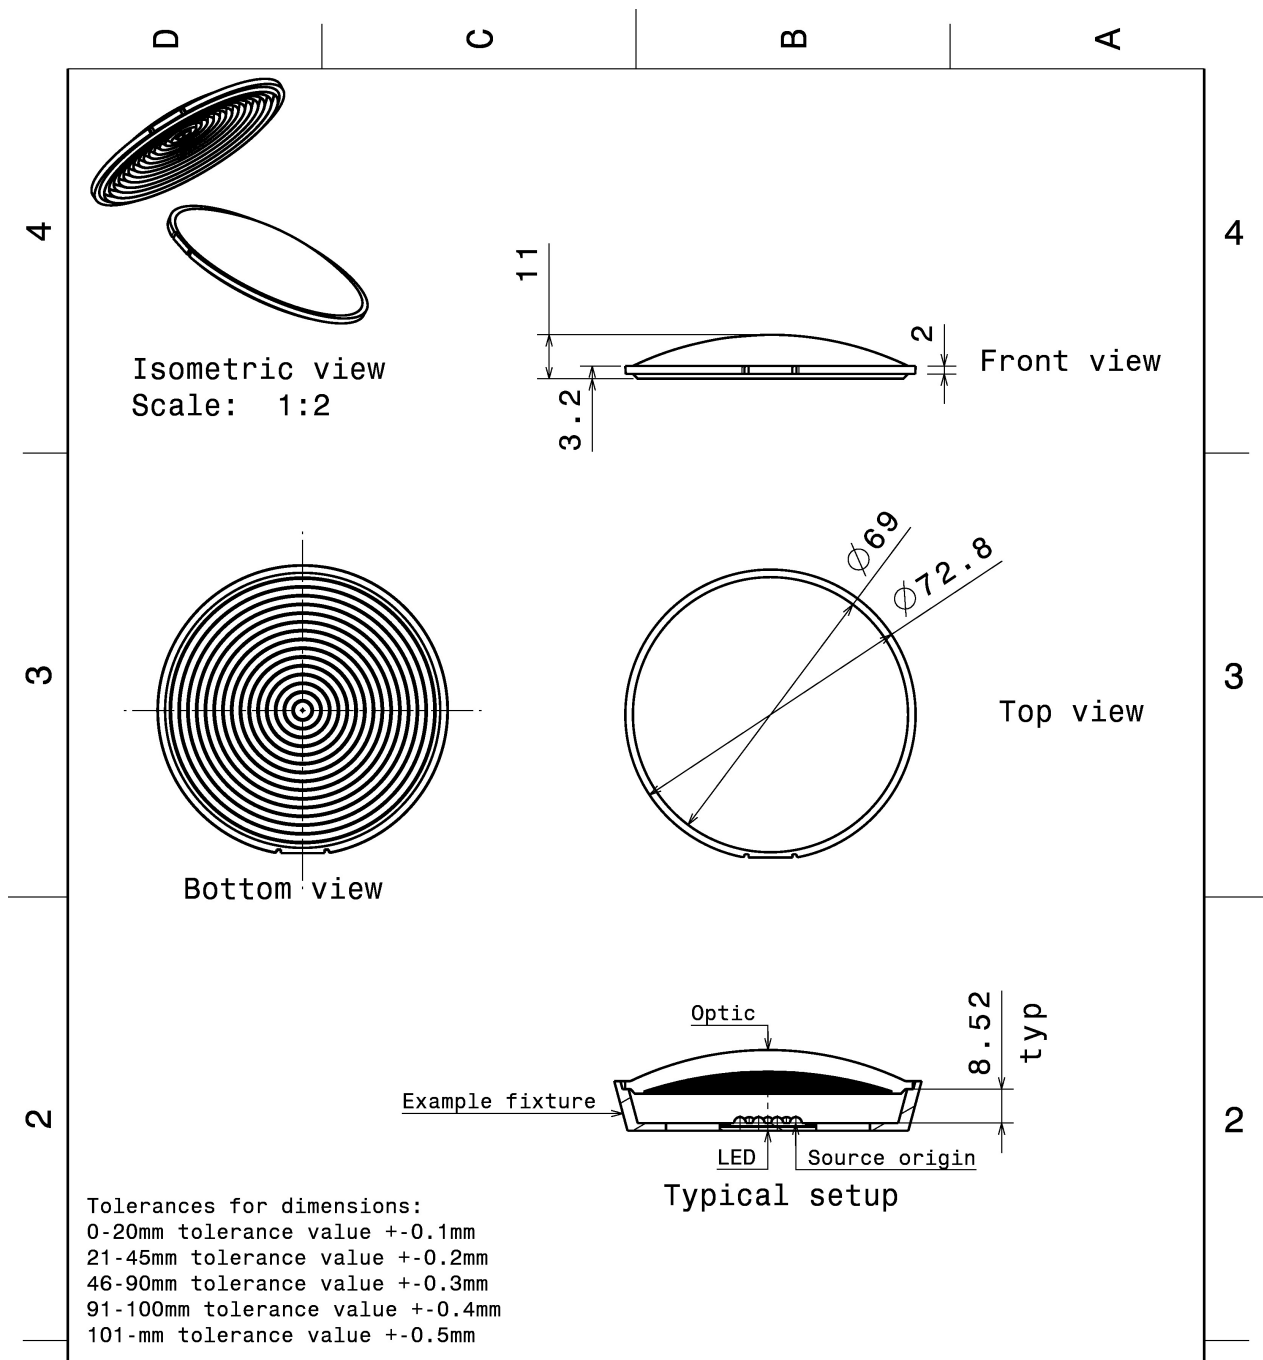 D C B A
4
4
11
2
Isometric view
Front view
Scale: 1:2
3.2
⌀69
⌀72.8
3
3
Top view
Bottom view
Optic
8.52
typ
Example fixture
2
2
LED
Source origin
Typical setup
Tolerances for dimensions:
0-20mm tolerance value +-0.1mm
21-45mm tolerance value +-0.2mm
46-90mm tolerance value +-0.3mm
91-100mm tolerance value +-0.4mm
101-mm tolerance value +-0.5mm